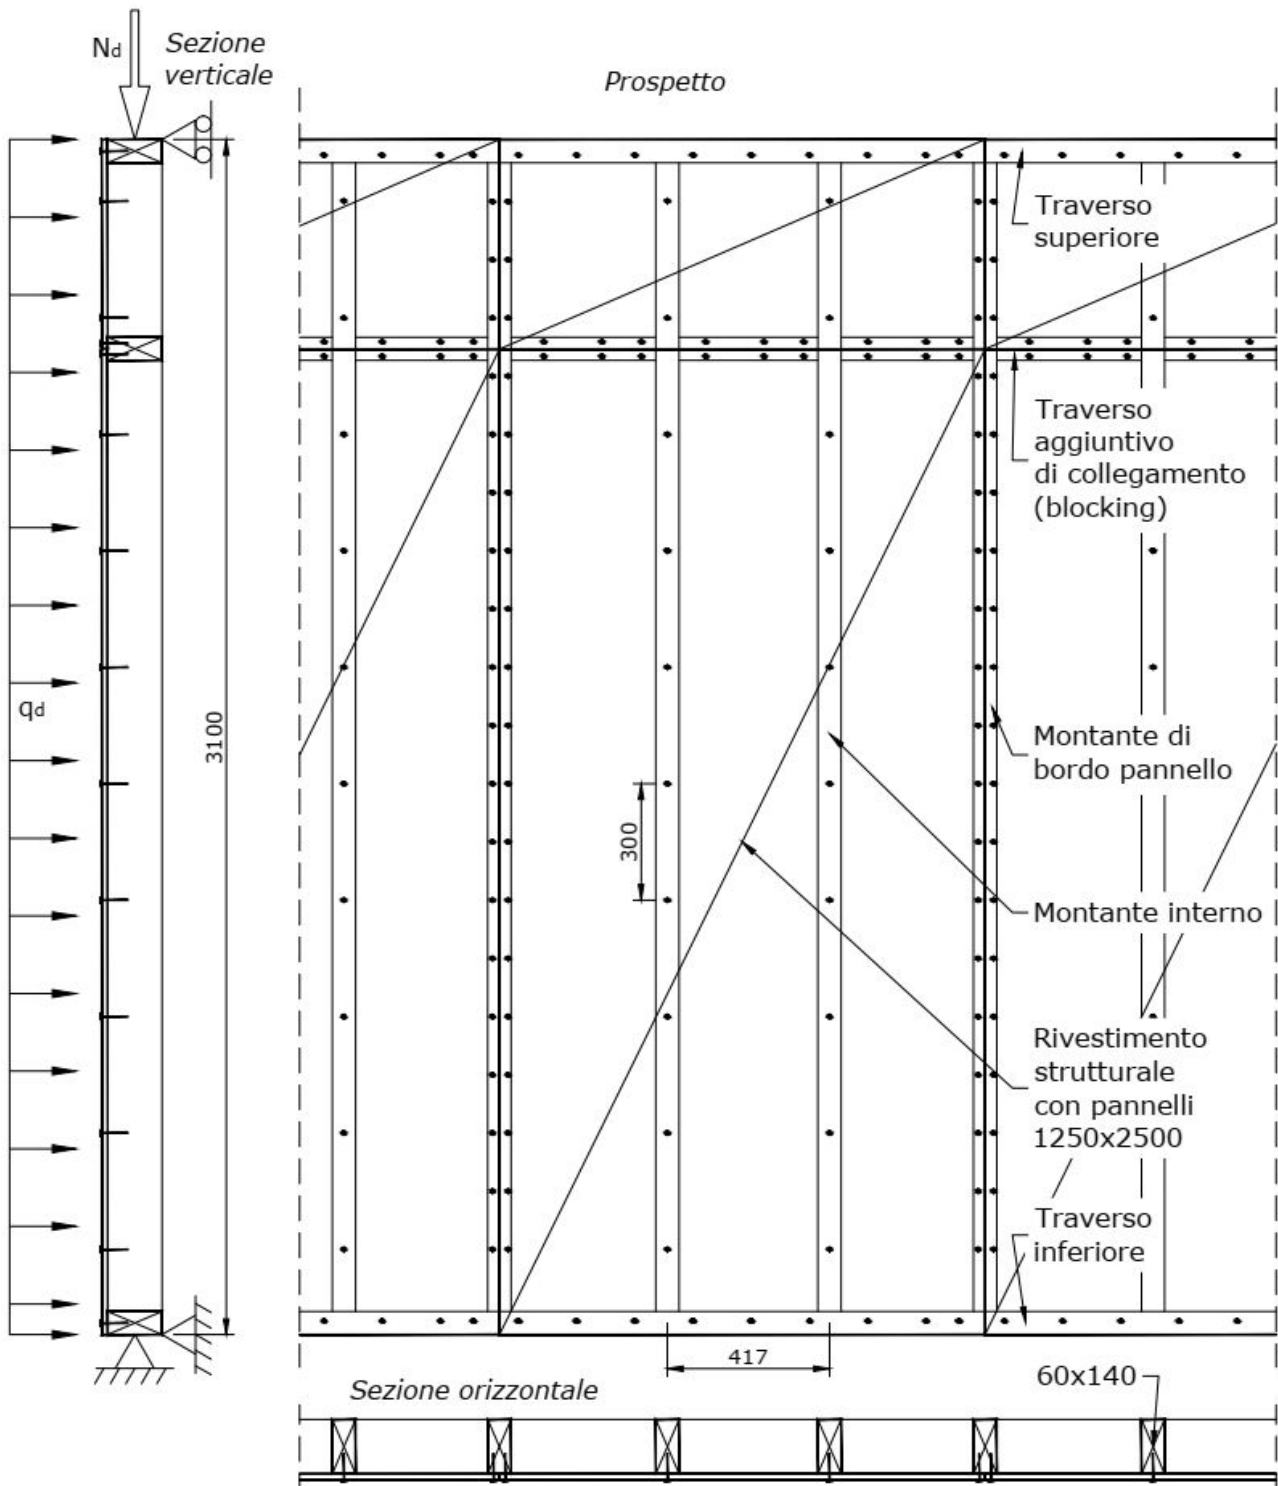 Nd
Sezione
verticale
Prospetto
Traverso
superiore
Traverso
aggiuntivo
di collegamento
(blocking)
qd
3100
Montante di
bordo pannello
300
Montante interno
Rivestimento
strutturale
con pannelli
1250x2500
Traverso
inferiore
417
Sezione orizzontale
60x140